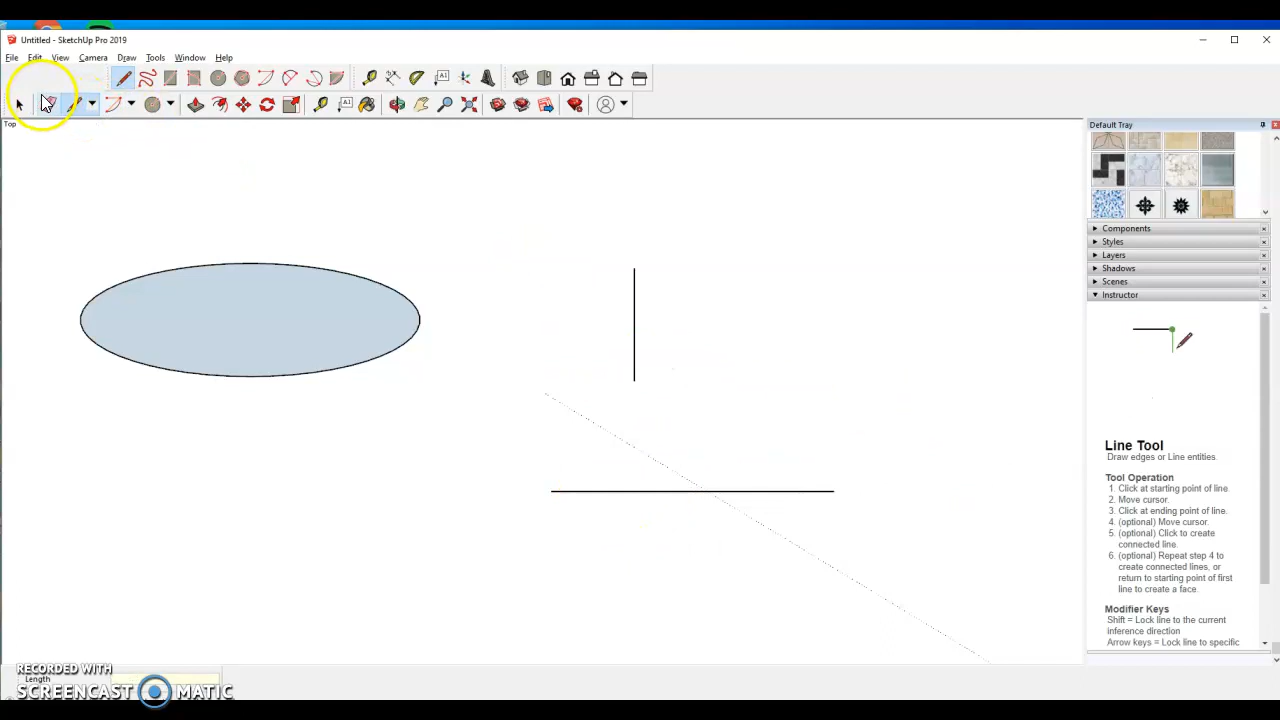 Untitled - SketchUp Pro 2019
File Edit View Camera Draw Tools Window Help
A1
A1
Top
Default Tray
Components
Styles
Layers
Shadows
Scenes
Instructor
Line Tool
Draw edges or Line entities.
Tool Operation
1. Click at starting point of line.
2. Move cursor.
3. Click at ending point of line.
4. (optional) Move cursor.
5. (optional) Click to create
connected line.
6. (optional) Repeat step 4 to
create connected lines, or
return to starting point of first
line to create a face.
Modifier Keys
Shift = Lock line to the current
inference direction
Arrow keys = Lock line to specific
RECORDED WITH
Length
SCREENCAST MATIC